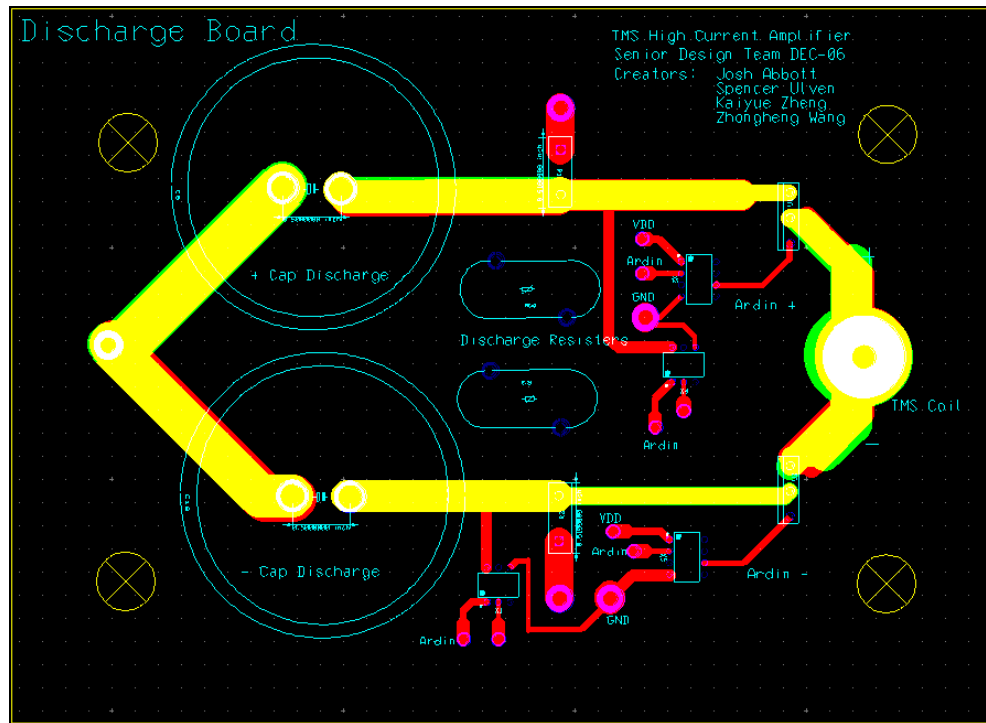 Discharge Board
TMS High Current Amplifier
Senior Design Team DEC-06
Creators: Josh Abbott
Spencer Ulven
Kaiyue Zheng
Zhongheng Wang
VDD
Ardin
+ Cap Discharge
GND
Ardin +
Discharge Resisters
TMS Coil
Ardin
VDD
Ardin
- Cap Discharge
Ardin -
GND
Ardin